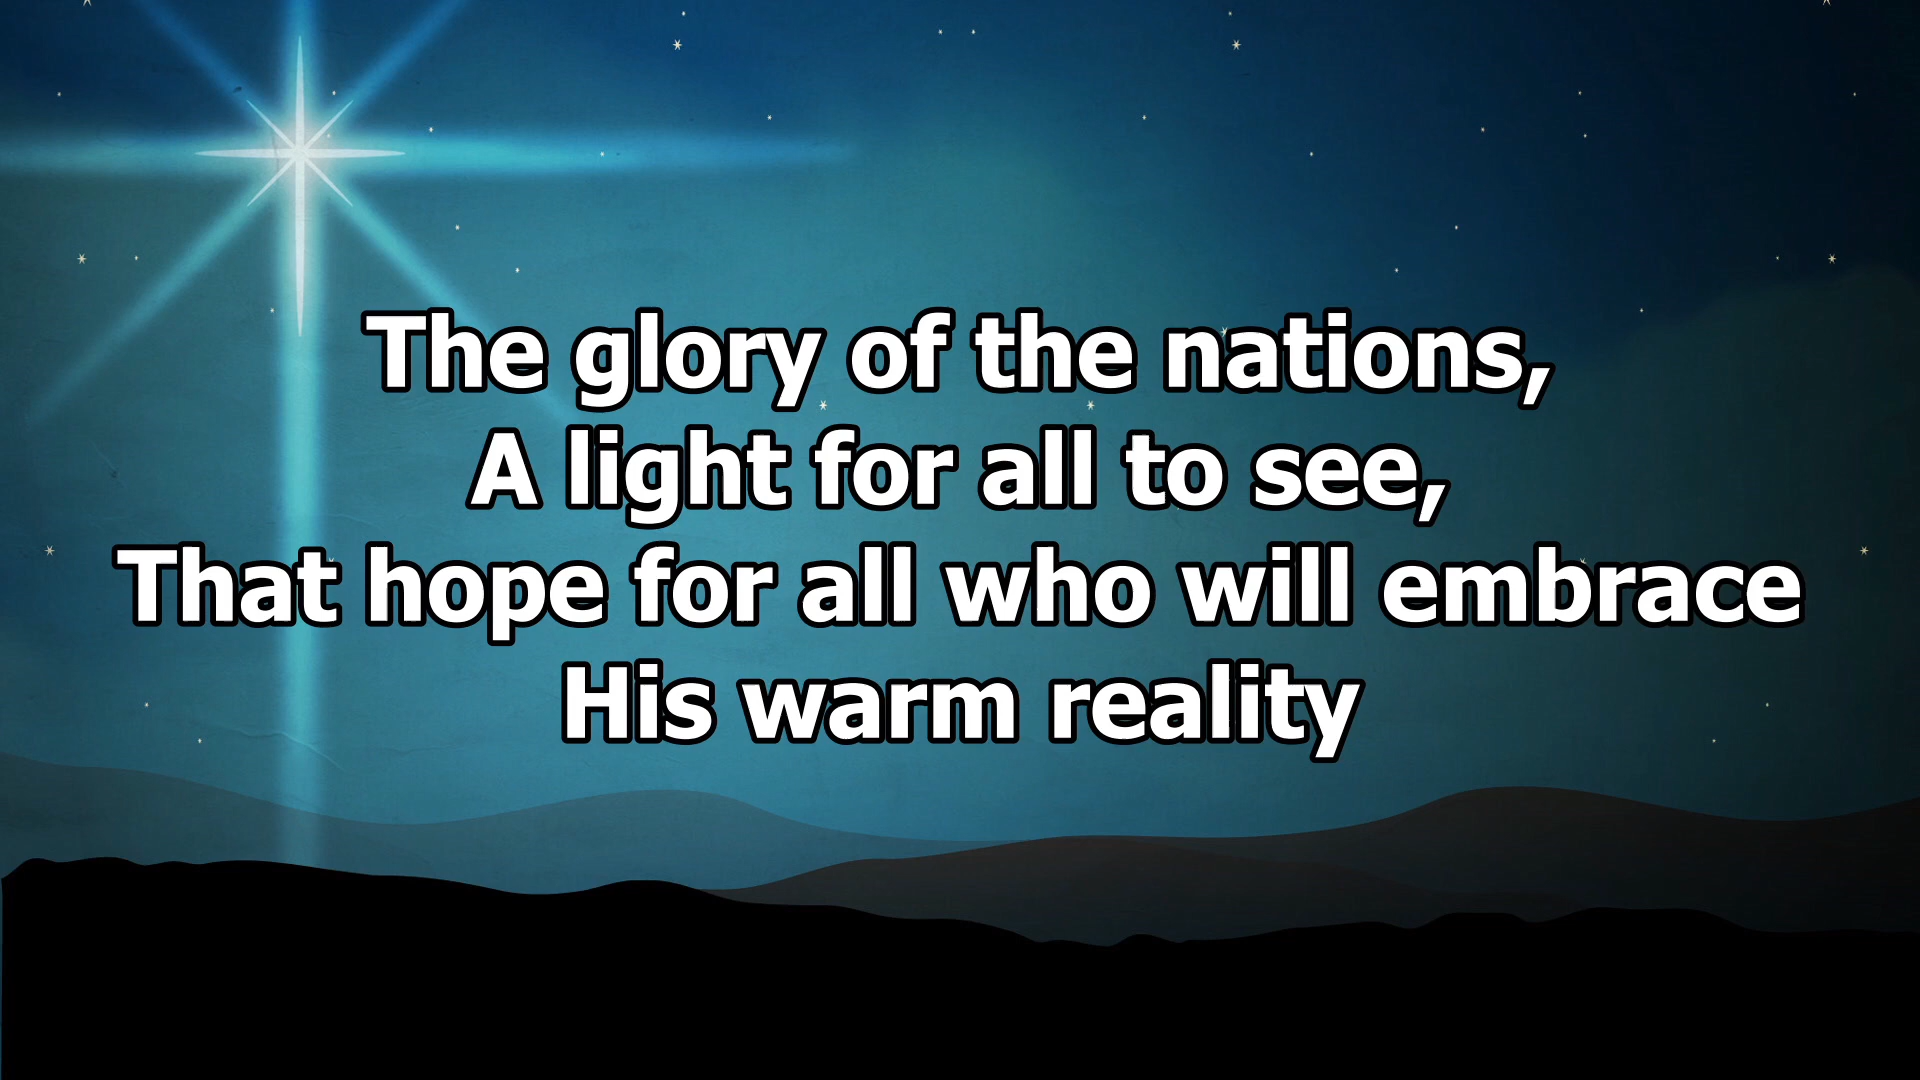 The glory of the nations,
A light for all to see,
That hope for all who will embrace
His warm reality